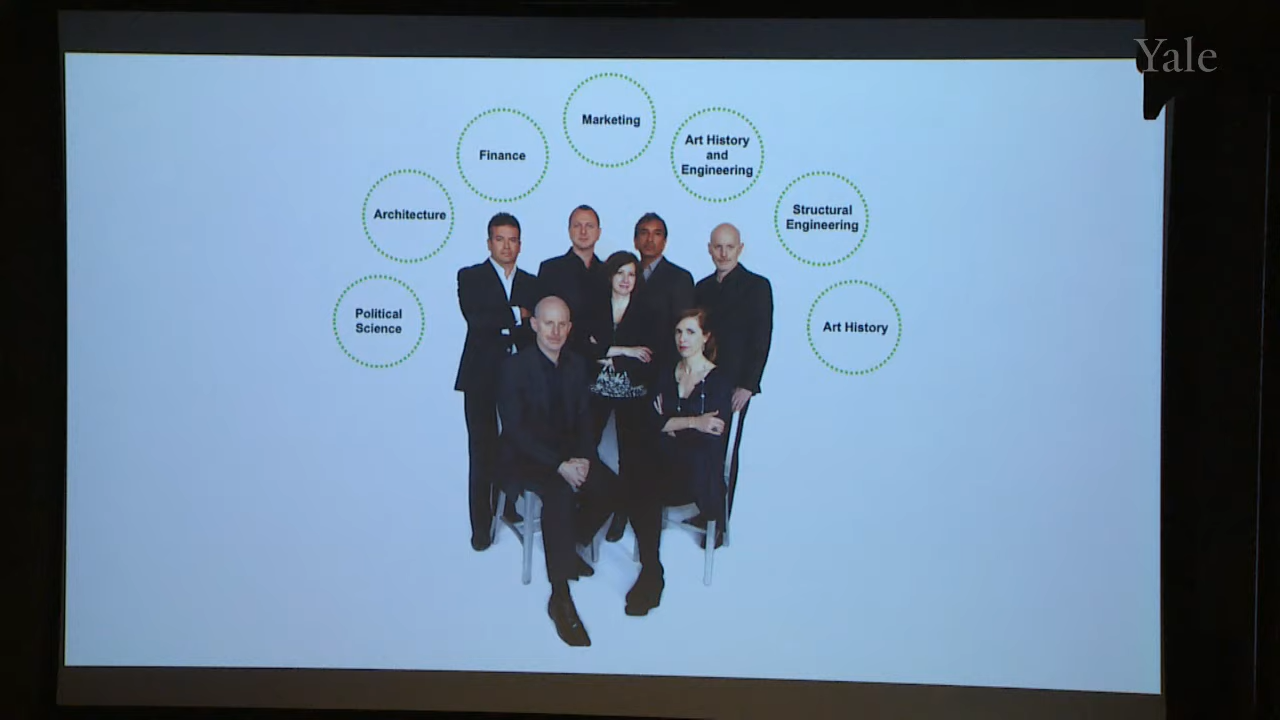 Yale
Marketing
Finance
Art History
and
Engineering
Architecture
Structural
Engineering
Political
Science
Art History